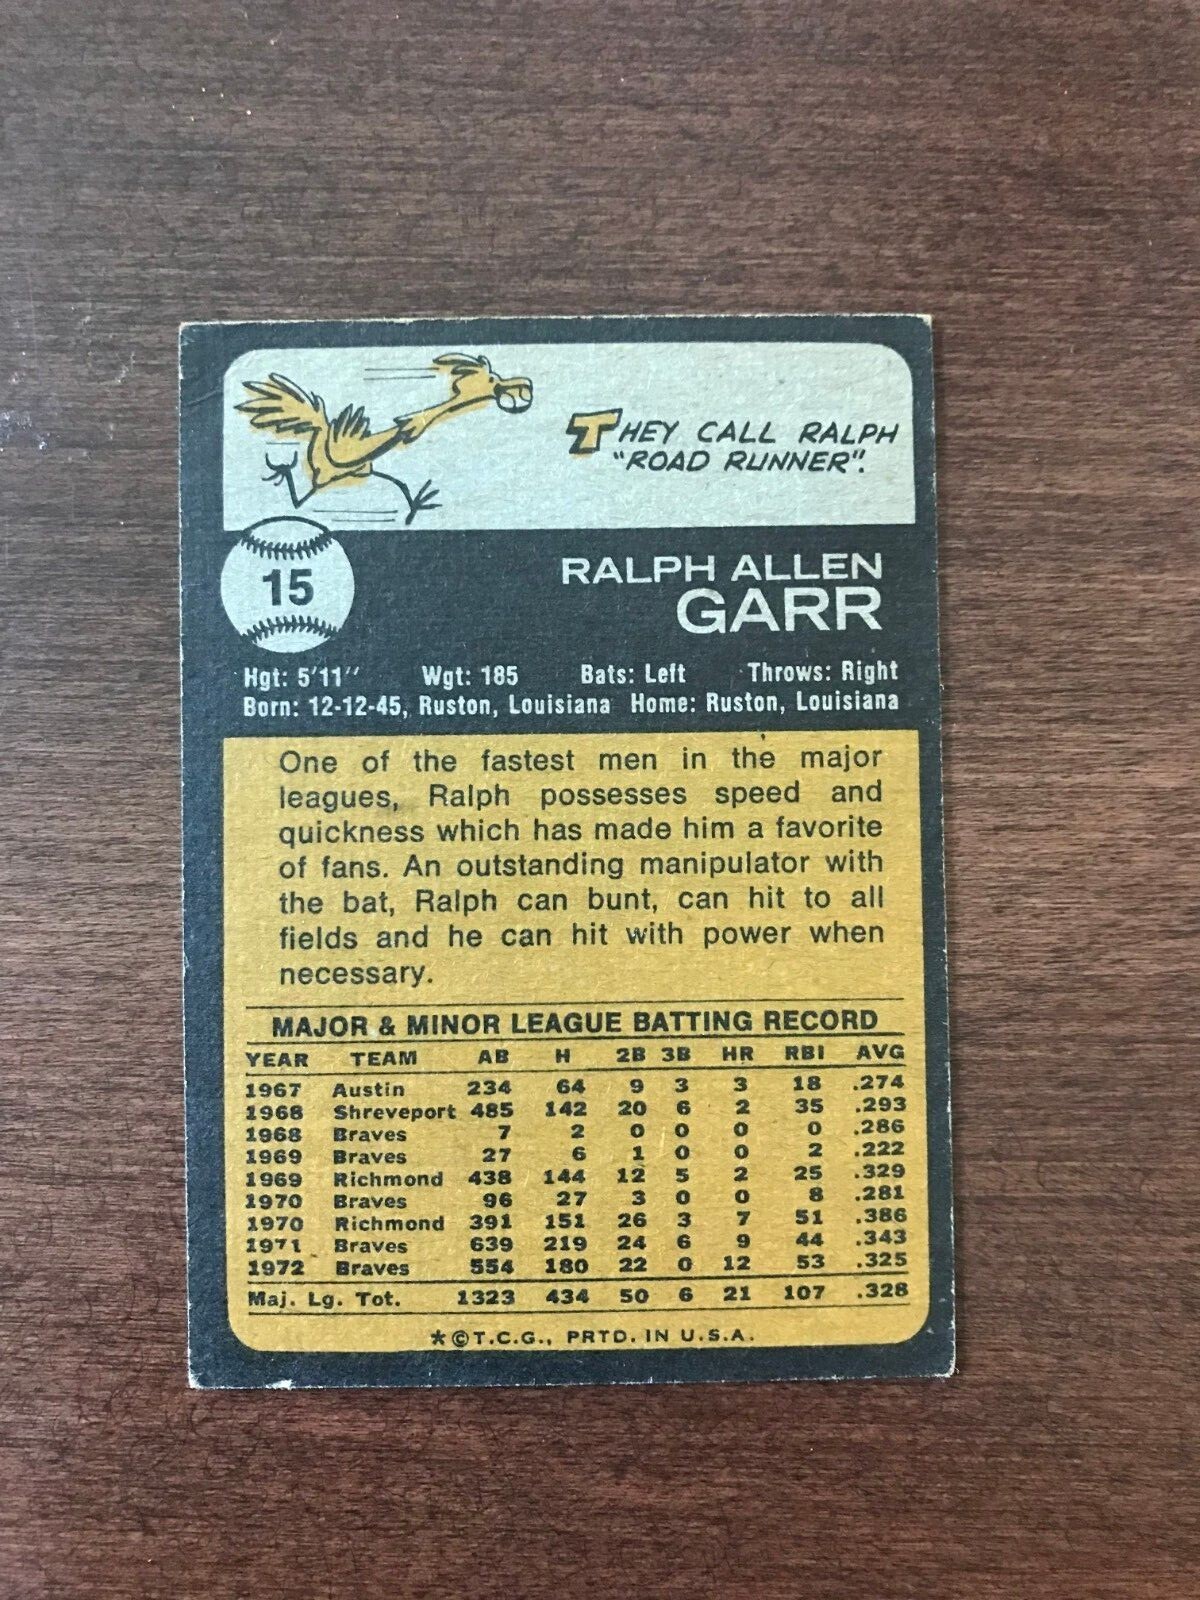 THEY CALL RALPH
"ROAD RUNNER".
15
RALPH ALLEN
GARR
Hgt: 5'11" Wgt: 185 Bats: Left Throws: Right
Born: 12-12-45, Ruston, Louisiana Home: Ruston, Louisiana
One of the fastest men in the major
leagues, Ralph possesses speed and
quickness which has made him a favorite
of fans. An outstanding manipulator with
the bat, Ralph can bunt, can hit to all
fields and he can hit with power when
necessary.
MAJOR & MINOR LEAGUE BATTING RECORD
YEAR TEAM AB H 2B 3B HR RBI AVG
1967 Austin 234 64 9 3 3 18 .274
1968 Shreveport 485 142 20 6 2 35 .293
1968 Braves 7 2 0 0 0 0 .286
1969 Braves 27 6 1 0 0 2 .222
1969 Richmond 438 144 12 5 2 25 .329
1970 Braves 96 27 3 0 0 8 .281
1970 Richmond 391 151 26 3 7 51 .386
1971 Braves 639 219 24 6 9 44 .343
1972 Braves 554 180 22 0 12 53 .325
Maj. Lg. Tot. 1323 434 50 6 21 107 .328
*©T.C.G., PRTD. IN U.S.A.